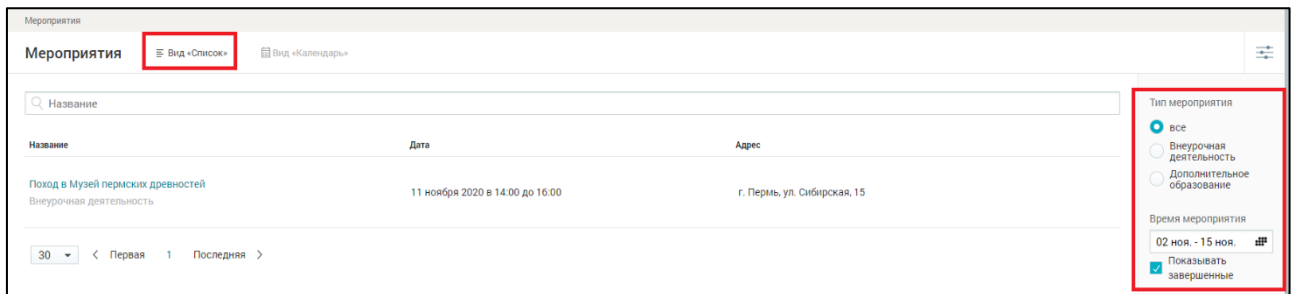 Мероприятия
Мероприятия Вид «Список» Вид «Календарь»
Название
Название Дата Адрес
Поход в Музей пермских древностей 11 ноября 2020 в 14:00 до 16:00 г. Пермь, ул. Сибирская, 15
Внеурочная деятельность
30 Первая 1 Последняя
Тип мероприятия
все
Внеурочная
деятельность
Дополнительное
образование
Время мероприятия
02 ноя. - 15 ноя.
Показывать
завершенные